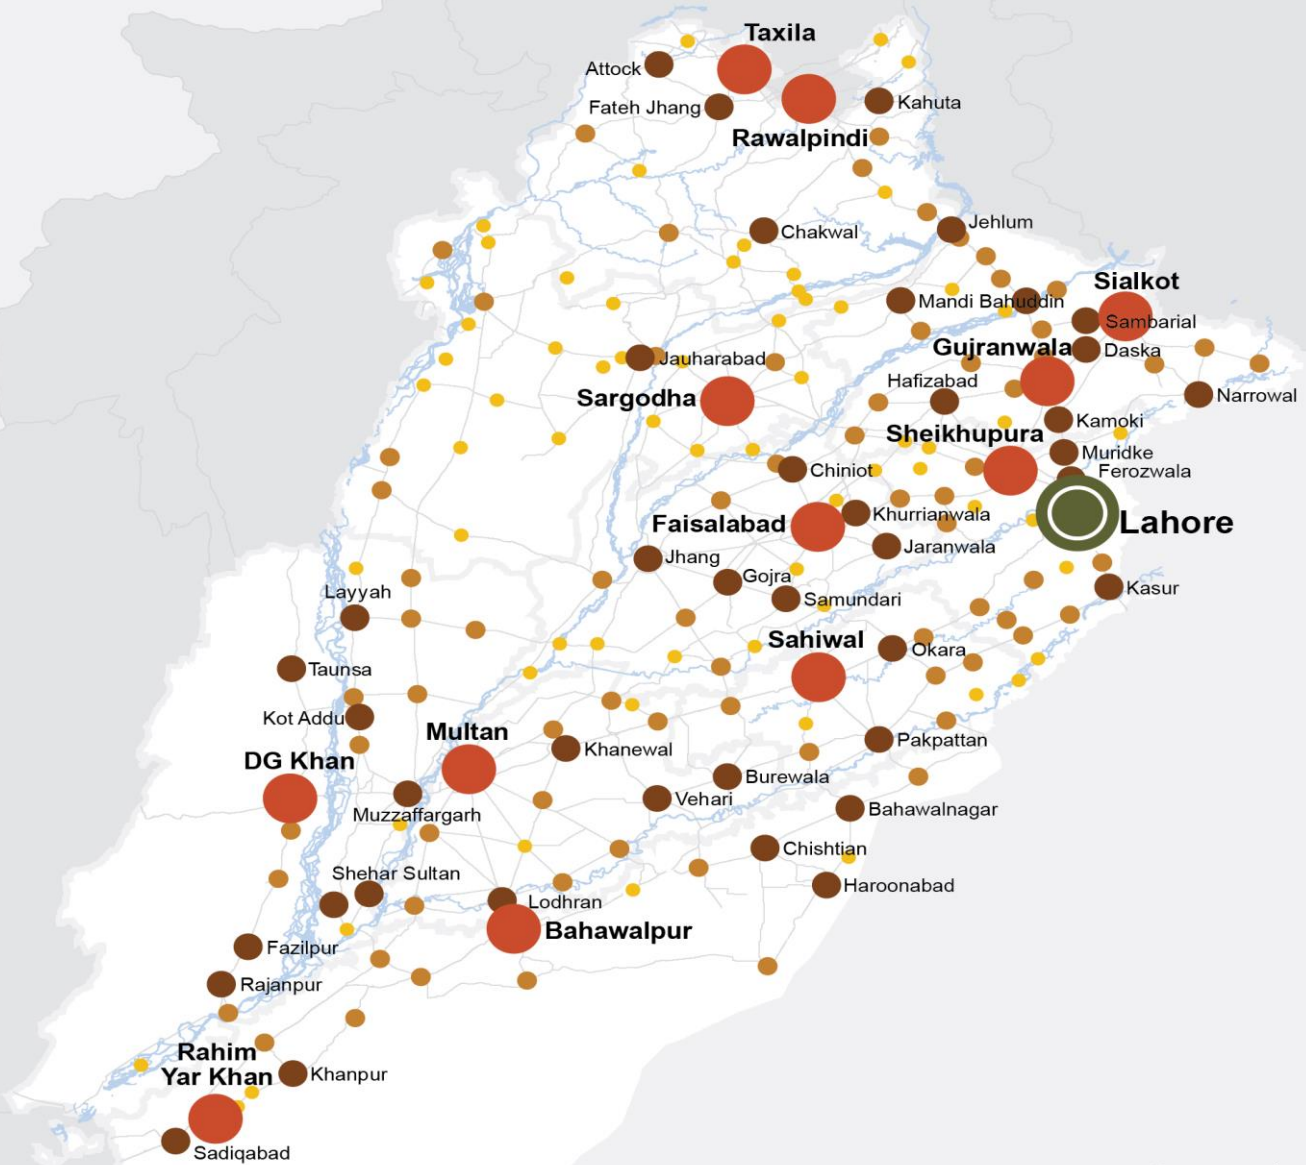 Taxila
Attock
Fateh Jhang
Kahuta
Rawalpindi
Chakwal
Jehlum
Sialkot
Mandi Bahuddin
Sambarial
Gujranwala
Daska
Jauharabad
Hafizabad
Sargodha
Narrowal
Kamoki
Sheikhupura
Muridke
Chiniot
Ferozwala
Khurrianwala
Faisalabad
Lahore
Jaranwala
Jhang
Gojra
Kasur
Layyah
Samundari
Sahiwal
Okara
Taunsa
Kot Addu
Multan
Khanewal
Pakpattan
DG Khan
Burewala
Vehari
Bahawalnagar
Muzzaffargarh
Chishtian
Shehar Sultan
Haroonabad
Lodhran
Bahawalpur
Fazilpur
Rajanpur
Rahim
Yar Khan
Khanpur
Sadiqabad